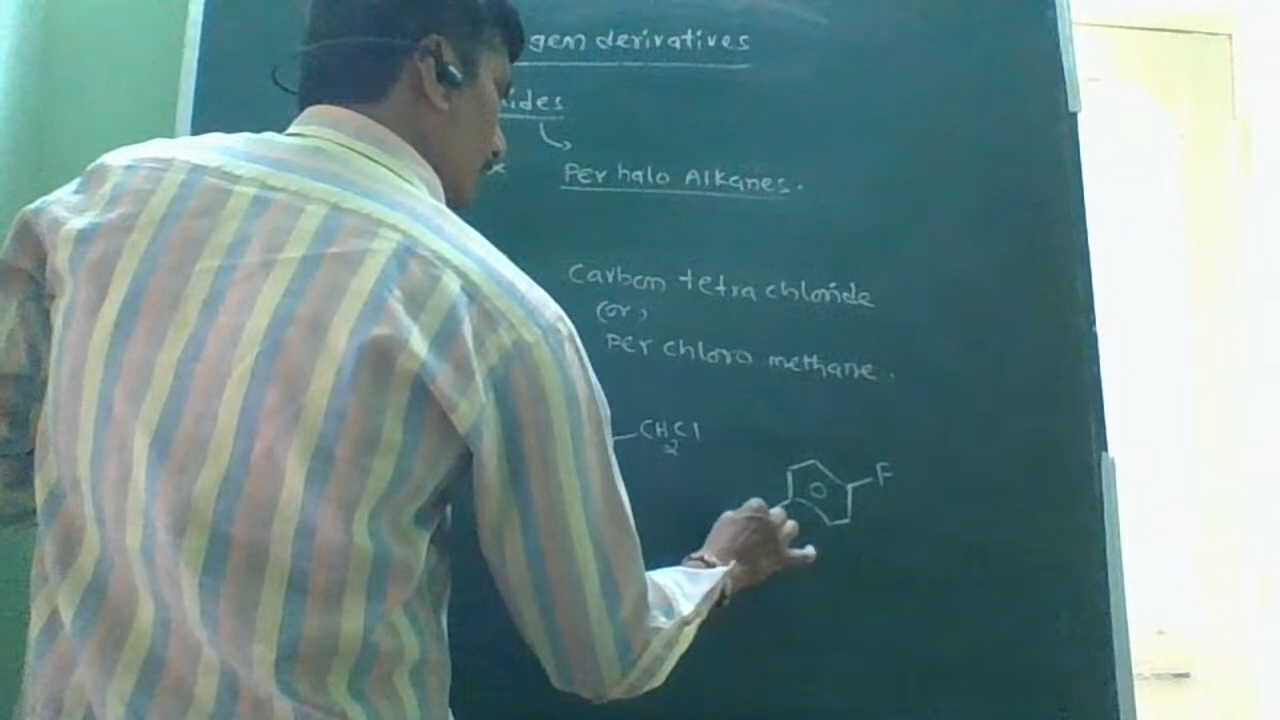 gen derivatives
ides
Per halo Alkanes.
x
Carbon tetra chloride
(or)
Per chloro methane.
CH2Cl
F